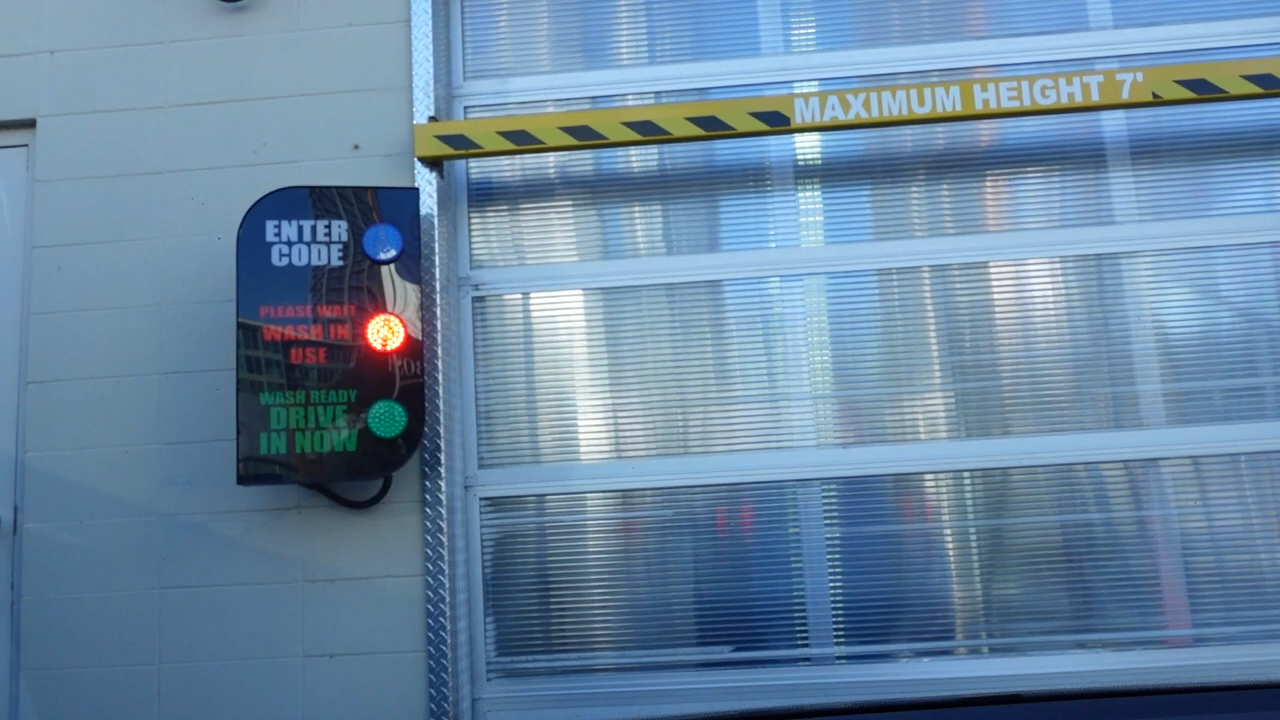 MAXIMUM HEIGHT 7'
ENTER
CODE
PLEASE WAIT
WASH IN
USE
WASH READY
DRIVE
IN NOW